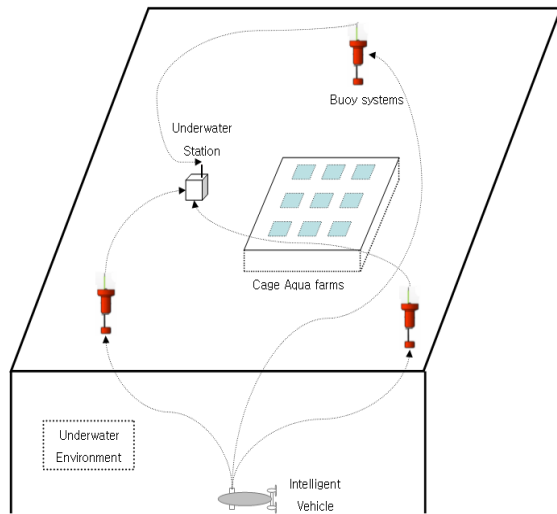 Buoy systems
Underwater
Station
Cage Aqua farms
Underwater
Environment
Intelligent
Vehicle